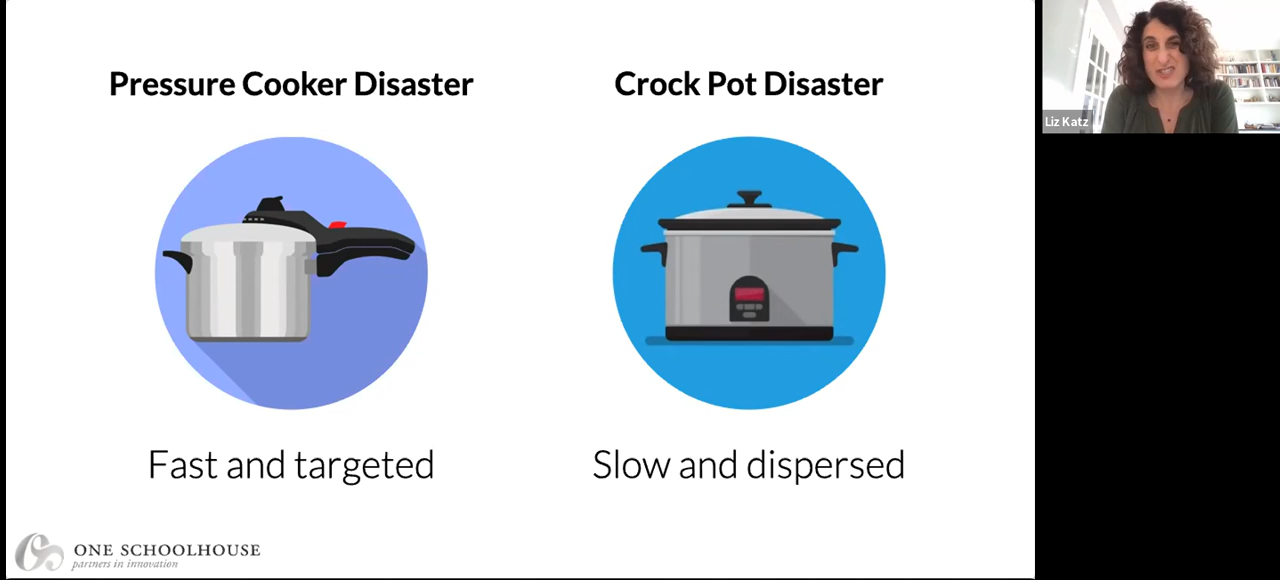 Pressure Cooker Disaster
Crock Pot Disaster
Liz Katz
Fast and targeted
Slow and dispersed
ONE SCHOOLHOUSE
partners in innovation